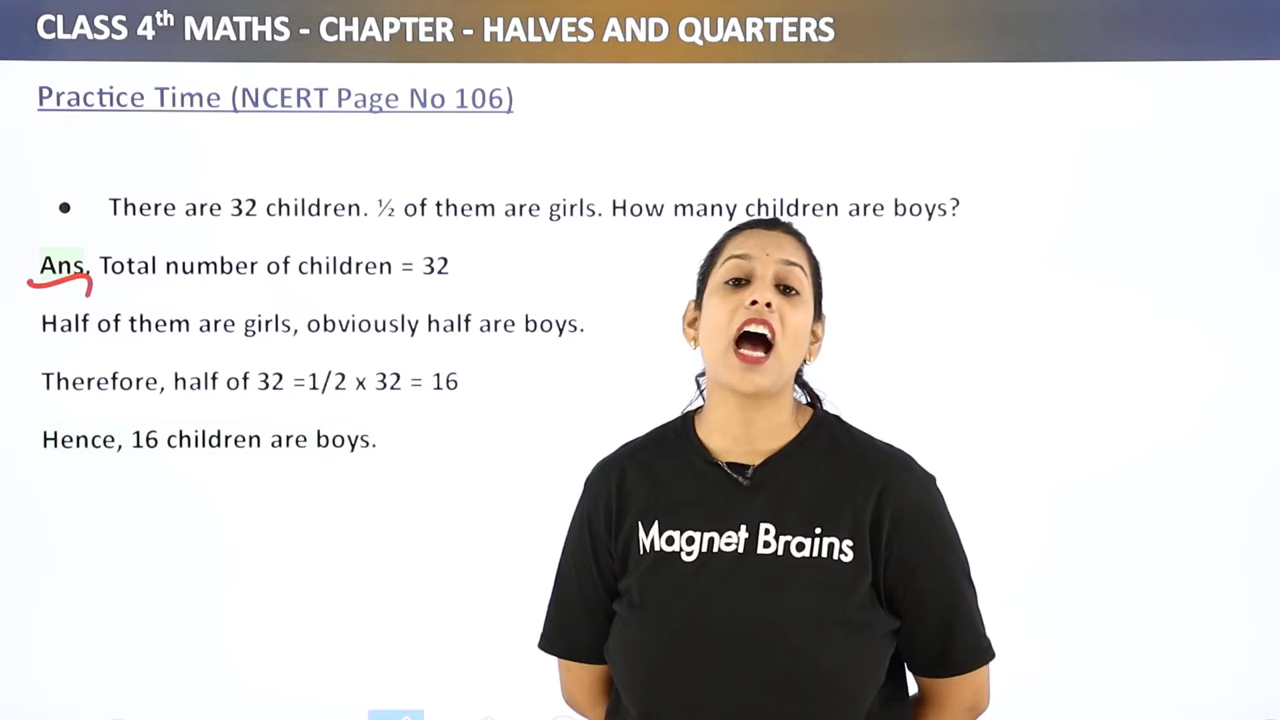 CLASS 4th MATHS - CHAPTER - HALVES AND QUARTERS
Practice Time (NCERT Page No 106)
• There are 32 children. ½ of them are girls. How many children are boys?
Ans. Total number of children = 32
Half of them are girls, obviously half are boys.
Therefore, half of 32 =1/2 x 32 = 16
Hence, 16 children are boys.
Magnet Brains